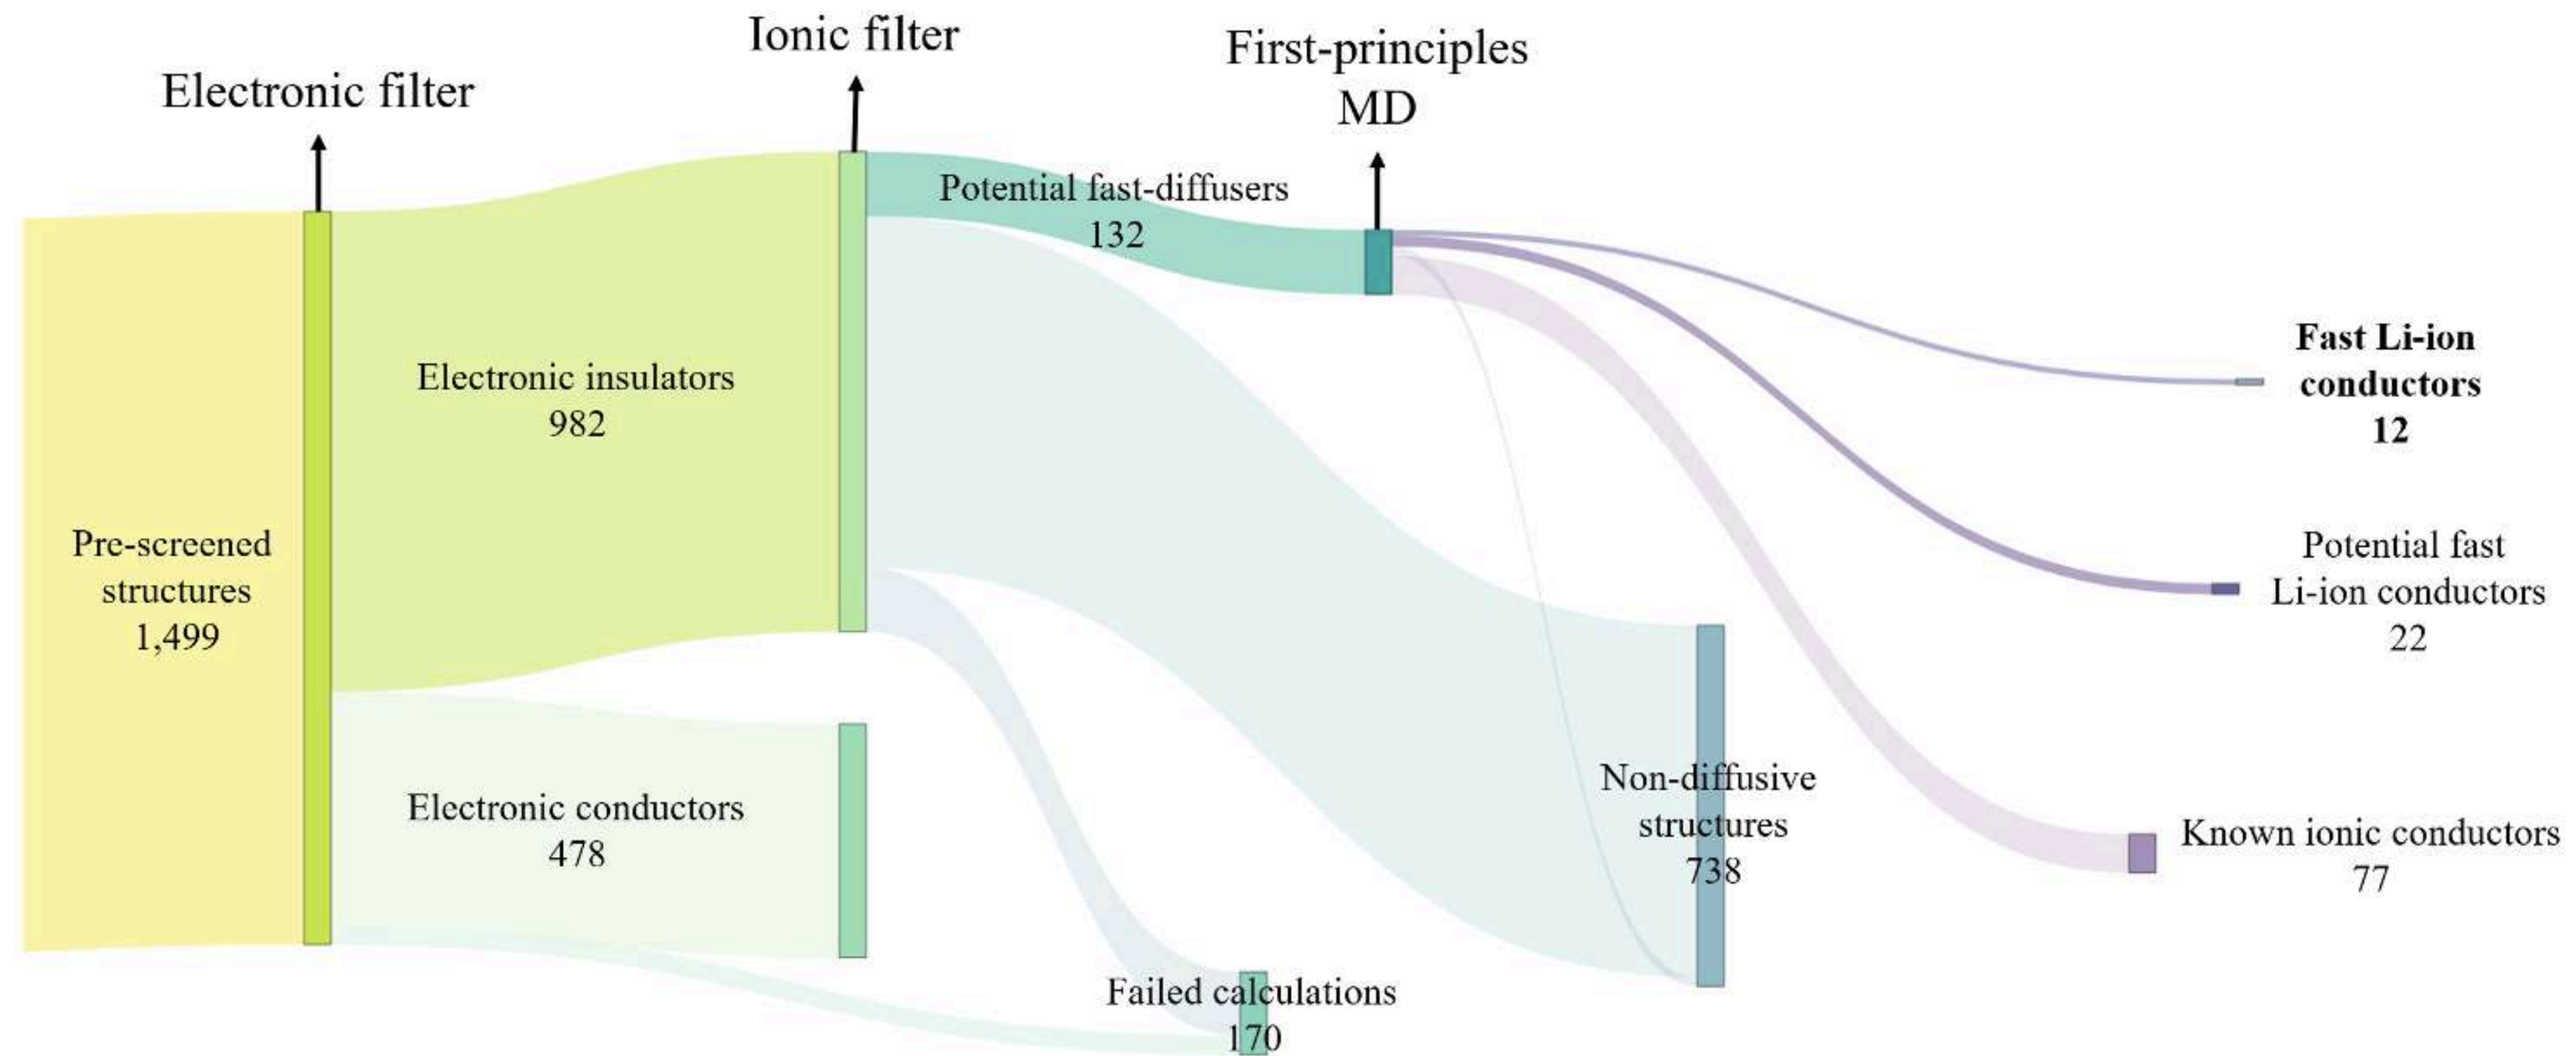 Electronic filter
Ionic filter
First-principles
MD
Pre-screened
structures
1,499
Electronic insulators
982
Electronic conductors
478
Potential fast-diffusers
132
Failed calculations
170
Non-diffusive
structures
738
Fast Li-ion
conductors
12
Potential fast
Li-ion conductors
22
Known ionic conductors
77